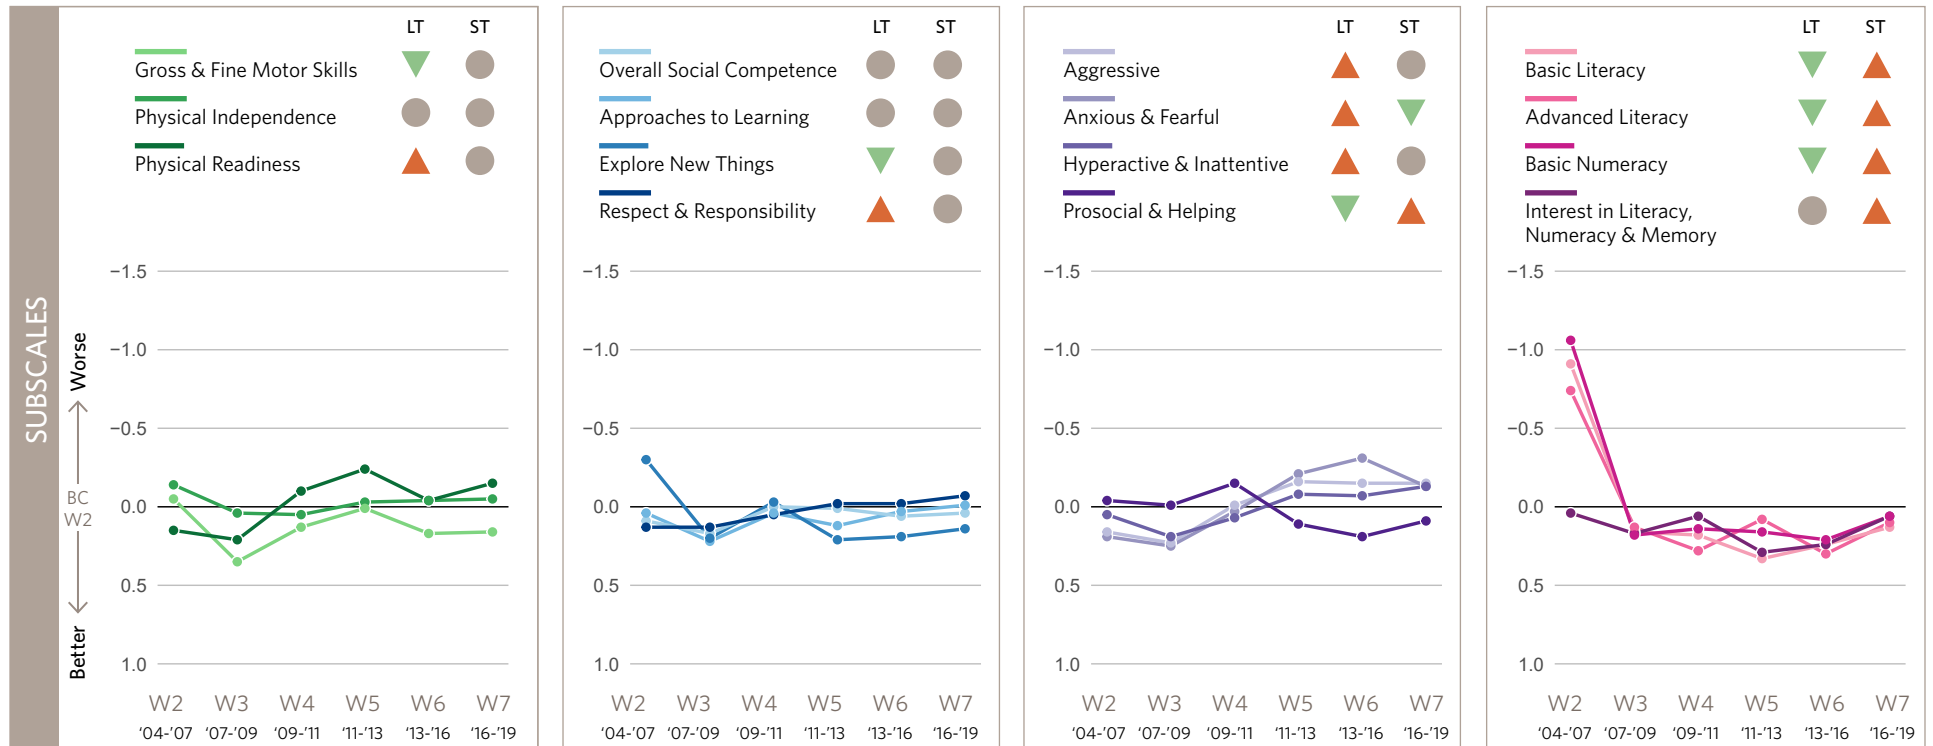 SUBSCALES
Worse
BC
W2
Better
LT ST
Gross & Fine Motor Skills
Physical Independence
Physical Readiness
−1.5
−1.0
−0.5
0.0
0.5
1.0
W2 W3 W4 W5 W6 W7
‘04-’07 ‘07-’09 ‘09-’11 ‘11-’13 ‘13-’16 ‘16-’19
LT ST
Overall Social Competence
Approaches to Learning
Explore New Things
Respect & Responsibility
−1.5
−1.0
−0.5
0.0
0.5
1.0
W2 W3 W4 W5 W6 W7
‘04-’07 ‘07-’09 ‘09-’11 ‘11-’13 ‘13-’16 ‘16-’19
LT ST
Aggressive
Anxious & Fearful
Hyperactive & Inattentive
Prosocial & Helping
−1.5
−1.0
−0.5
0.0
0.5
1.0
W2 W3 W4 W5 W6 W7
‘04-’07 ‘07-’09 ‘09-’11 ‘11-’13 ‘13-’16 ‘16-’19
LT ST
Basic Literacy
Advanced Literacy
Basic Numeracy
Interest in Literacy,
Numeracy & Memory
−1.5
−1.0
−0.5
0.0
0.5
1.0
W2 W3 W4 W5 W6 W7
‘04-’07 ‘07-’09 ‘09-’11 ‘11-’13 ‘13-’16 ‘16-’19